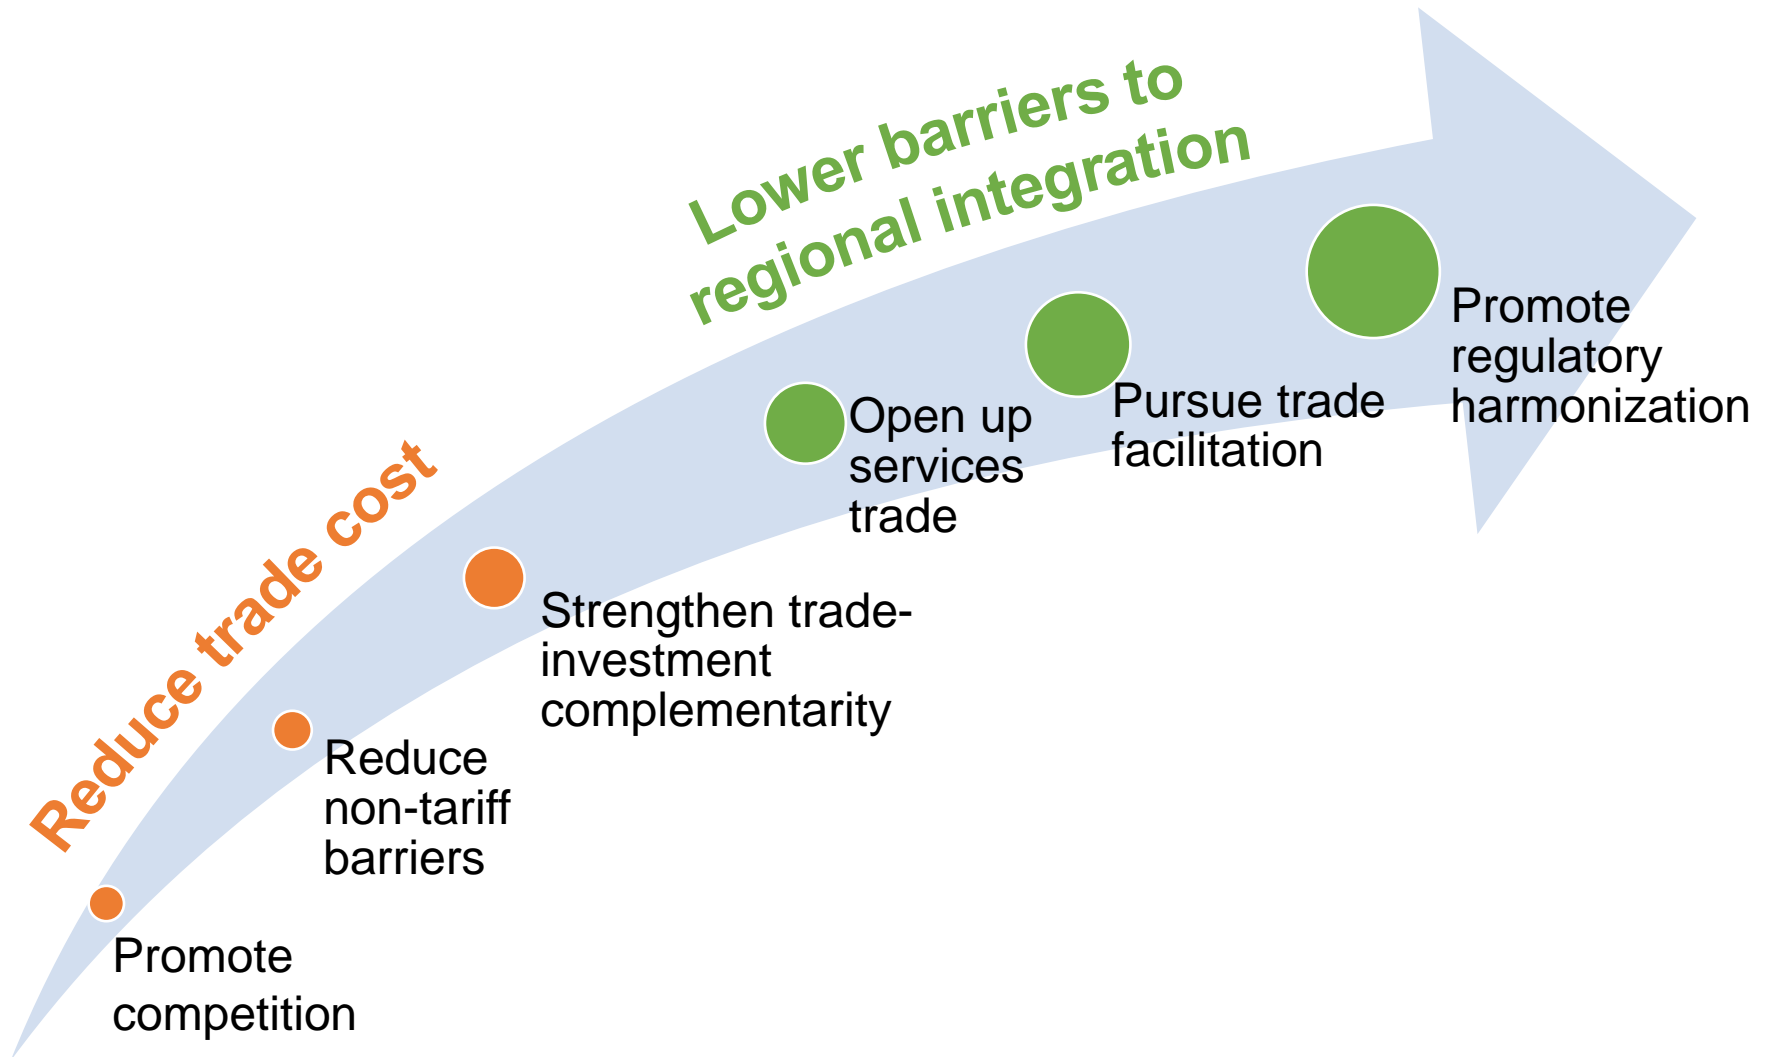 Lower barriers to
regional integration
Reduce trade cost
Promote
regulatory
harmonization
Pursue trade
facilitation
Open up
services
trade
Strengthen trade-
investment
complementarity
Reduce
non-tariff
barriers
Promote
competition